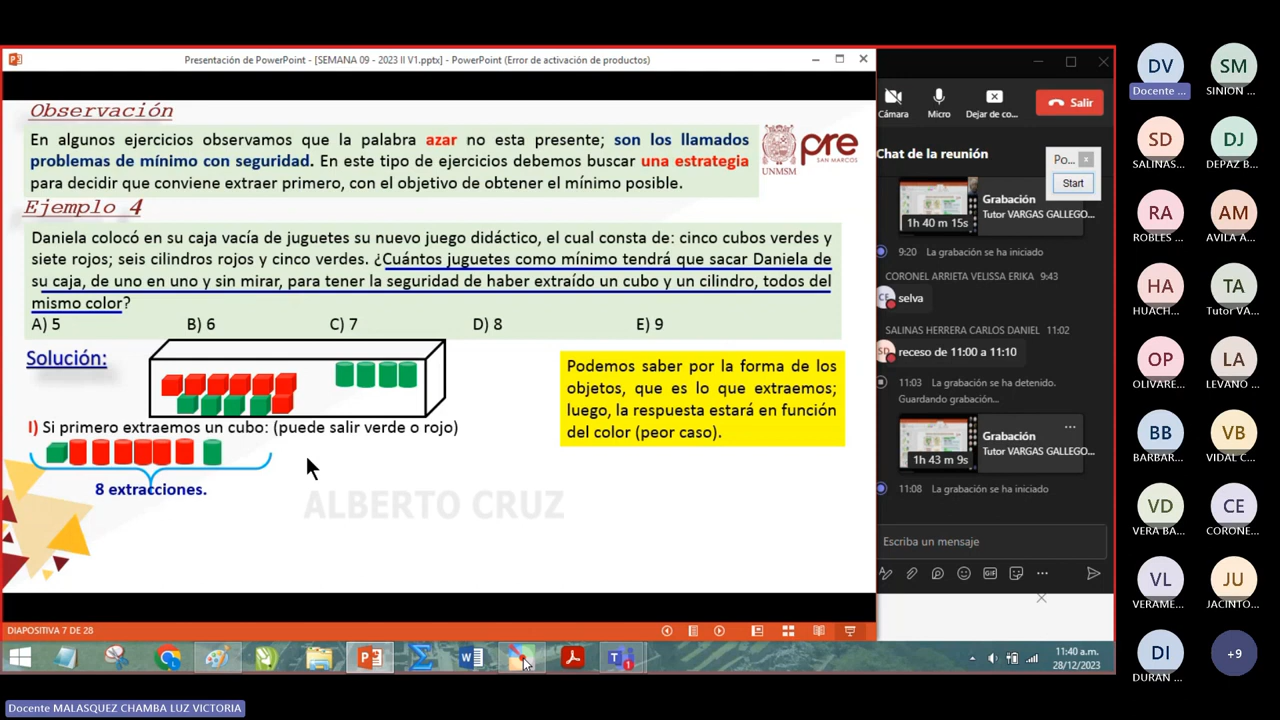 Presentación de PowerPoint - [SEMANA 09 - 2023 II V1.pptx] - PowerPoint (Error de activación de productos)
Observación
En algunos ejercicios observamos que la palabra azar no esta presente; son los llamados
problemas de mínimo con seguridad. En este tipo de ejercicios debemos buscar una estrategia
para decidir que conviene extraer primero, con el objetivo de obtener el mínimo posible.
UNMSM
pre
SAN MARCOS
Ejemplo 4
Daniela colocó en su caja vacía de juguetes su nuevo juego didáctico, el cual consta de: cinco cubos verdes y
siete rojos; seis cilindros rojos y cinco verdes. ¿Cuántos juguetes como mínimo tendrá que sacar Daniela de
su caja, de uno en uno y sin mirar, para tener la seguridad de haber extraído un cubo y un cilindro, todos del
mismo color?
A) 5 B) 6 C) 7 D) 8 E) 9
Solución:
Podemos saber por la forma de los
objetos, que es lo que extraemos;
luego, la respuesta estará en función
del color (peor caso).
I) Si primero extraemos un cubo: (puede salir verde o rojo)
8 extracciones.
ALBERTO CRUZ
DIAPOSITIVA 7 DE 28
Cámara
Micro
Dejar de co...
Salir
Chat de la reunión
Po...
Start
Grabación
Tutor VARGAS GALLEGO...
1h 40 m 15s
9:20 La grabación se ha iniciado
CORONEL ARRIETA VELISSA ERIKA 9:43
CE
selva
SALINAS HERRERA CARLOS DANIEL 11:02
SD
receso de 11:00 a 11:10
11:03 La grabación se ha detenido.
Guardando grabación...
Grabación
Tutor VARGAS GALLEGO...
1h 43 m 9s
11:08 La grabación se ha iniciado
Escriba un mensaje
GIF
11:40 a.m.
28/12/2023
DV
Docente ...
SM
SINION ...
SD
SALINAS...
DJ
DEPAZ B...
RA
ROBLES ...
AM
AVILA A...
HA
HUACH...
TA
Tutor VA...
OP
OLIVARE...
LA
LEVANO ...
BB
BARBAR...
VB
VIDAL C...
VD
VERA BA...
CE
CORONE...
VL
VERAME...
JU
JACINTO...
DI
DURAN ...
+9
Docente MALASQUEZ CHAMBA LUZ VICTORIA